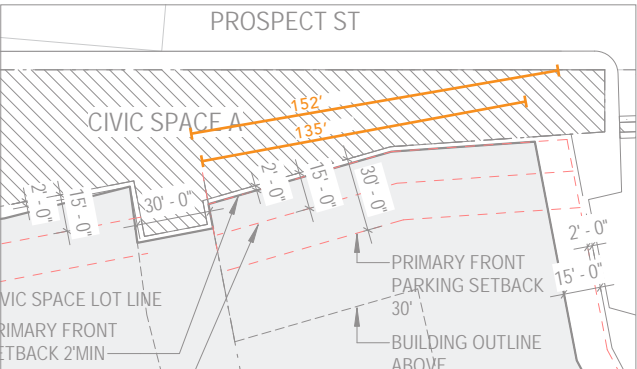 PROSPECT ST
152'
CIVIC SPACE A
135'
2' - 0"
15' - 0"
30' - 0"
2' - 0"
15' - 0"
30' - 0"
2' - 0"
15' - 0"
PRIMARY FRONT
PARKING SETBACK
30'
VIC SPACE LOT LINE
RIMARY FRONT
ETBACK 2'MIN
BUILDING OUTLINE
ABOVE